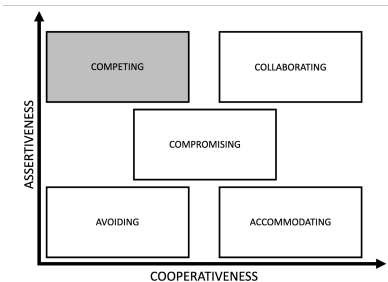 COMPETING
COLLABORATING
COMPROMISING
AVOIDING
ACCOMMODATING
ASSERTIVENESS
COOPERATIVENESS